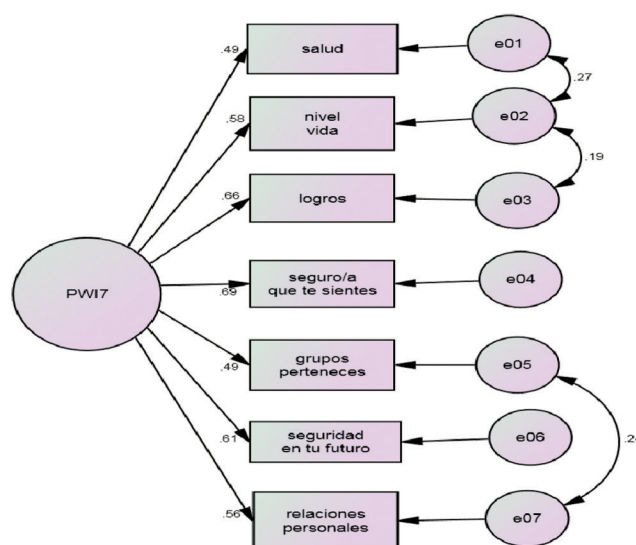 salud
e01
.49
.27
nivel
vida
e02
.58
.19
logros
e03
.66
PWI7
seguro/a
que te sientes
e04
.69
grupos
perteneces
e05
.49
seguridad
en tu futuro
e06
.61
relaciones
personales
e07
.56